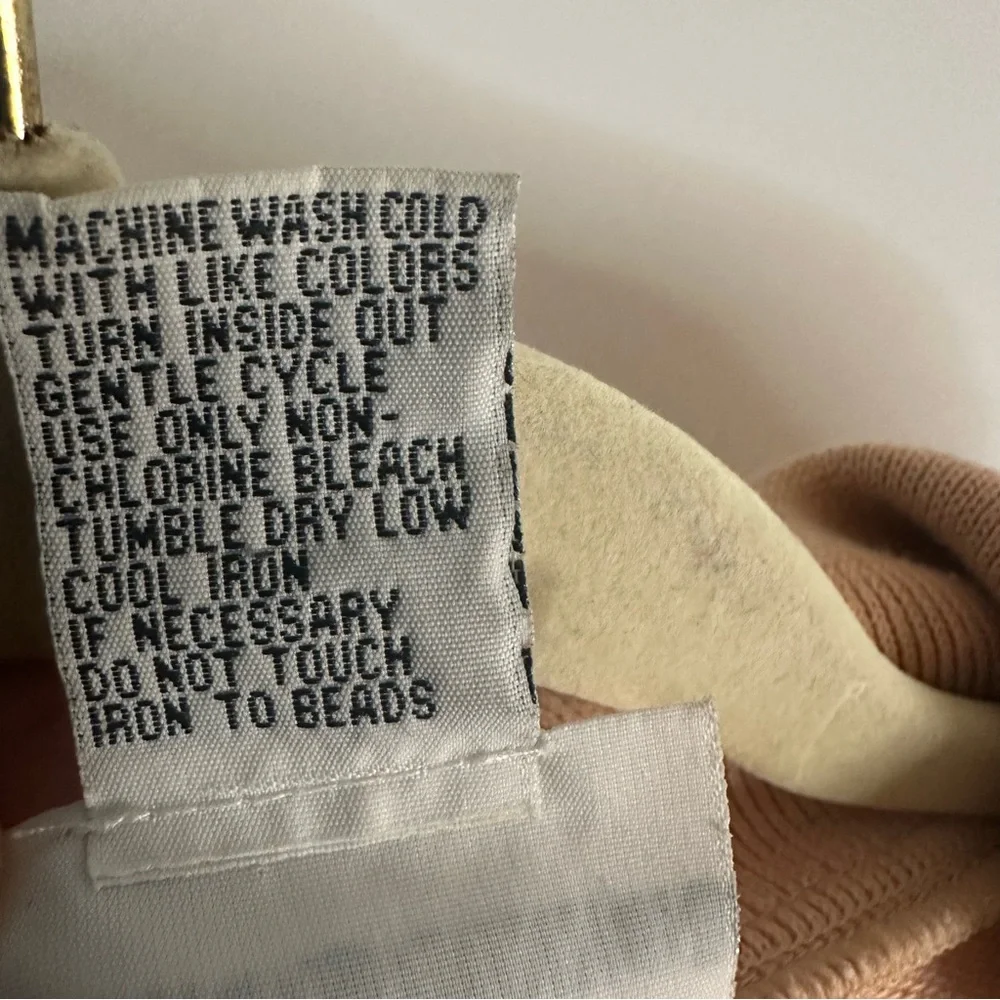 MACHINE WASH COLD
WITH LIKE COLORS
TURN INSIDE OUT
GENTLE CYCLE
USE ONLY NON-
CHLORINE BLEACH
TUMBLE DRY LOW
COOL IRON
IF NECESSARY
DO NOT TOUCH
IRON TO BEADS